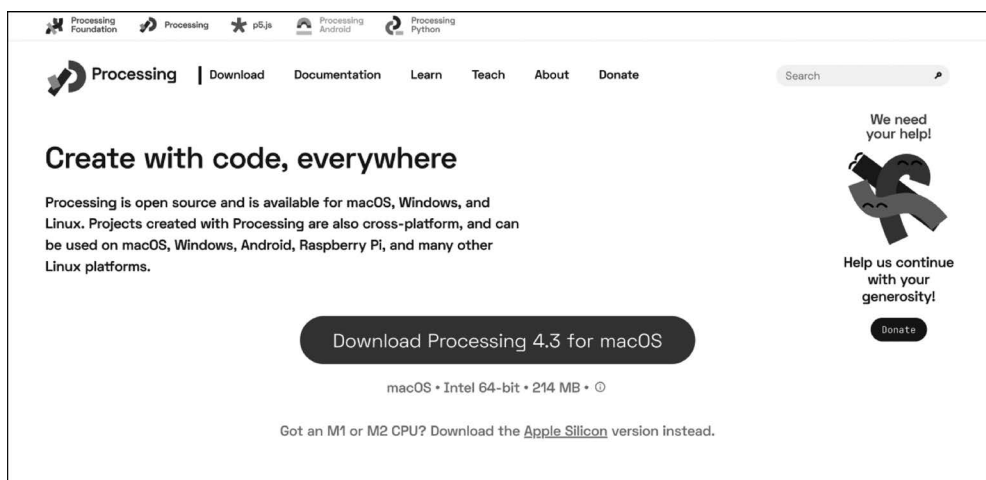 Processing
Foundation
Processing
p5.js
Processing
Android
Processing
Python
Processing
Download
Documentation
Learn
Teach
About
Donate
Search
We need
your help!
Create with code, everywhere
Processing is open source and is available for macOS, Windows, and
Linux. Projects created with Processing are also cross-platform, and can
be used on macOS, Windows, Android, Raspberry Pi, and many other
Linux platforms.
Help us continue
with your
generosity!
Donate
Download Processing 4.3 for macOS
macOS • Intel 64-bit • 214 MB •
Got an M1 or M2 CPU? Download the Apple Silicon version instead.